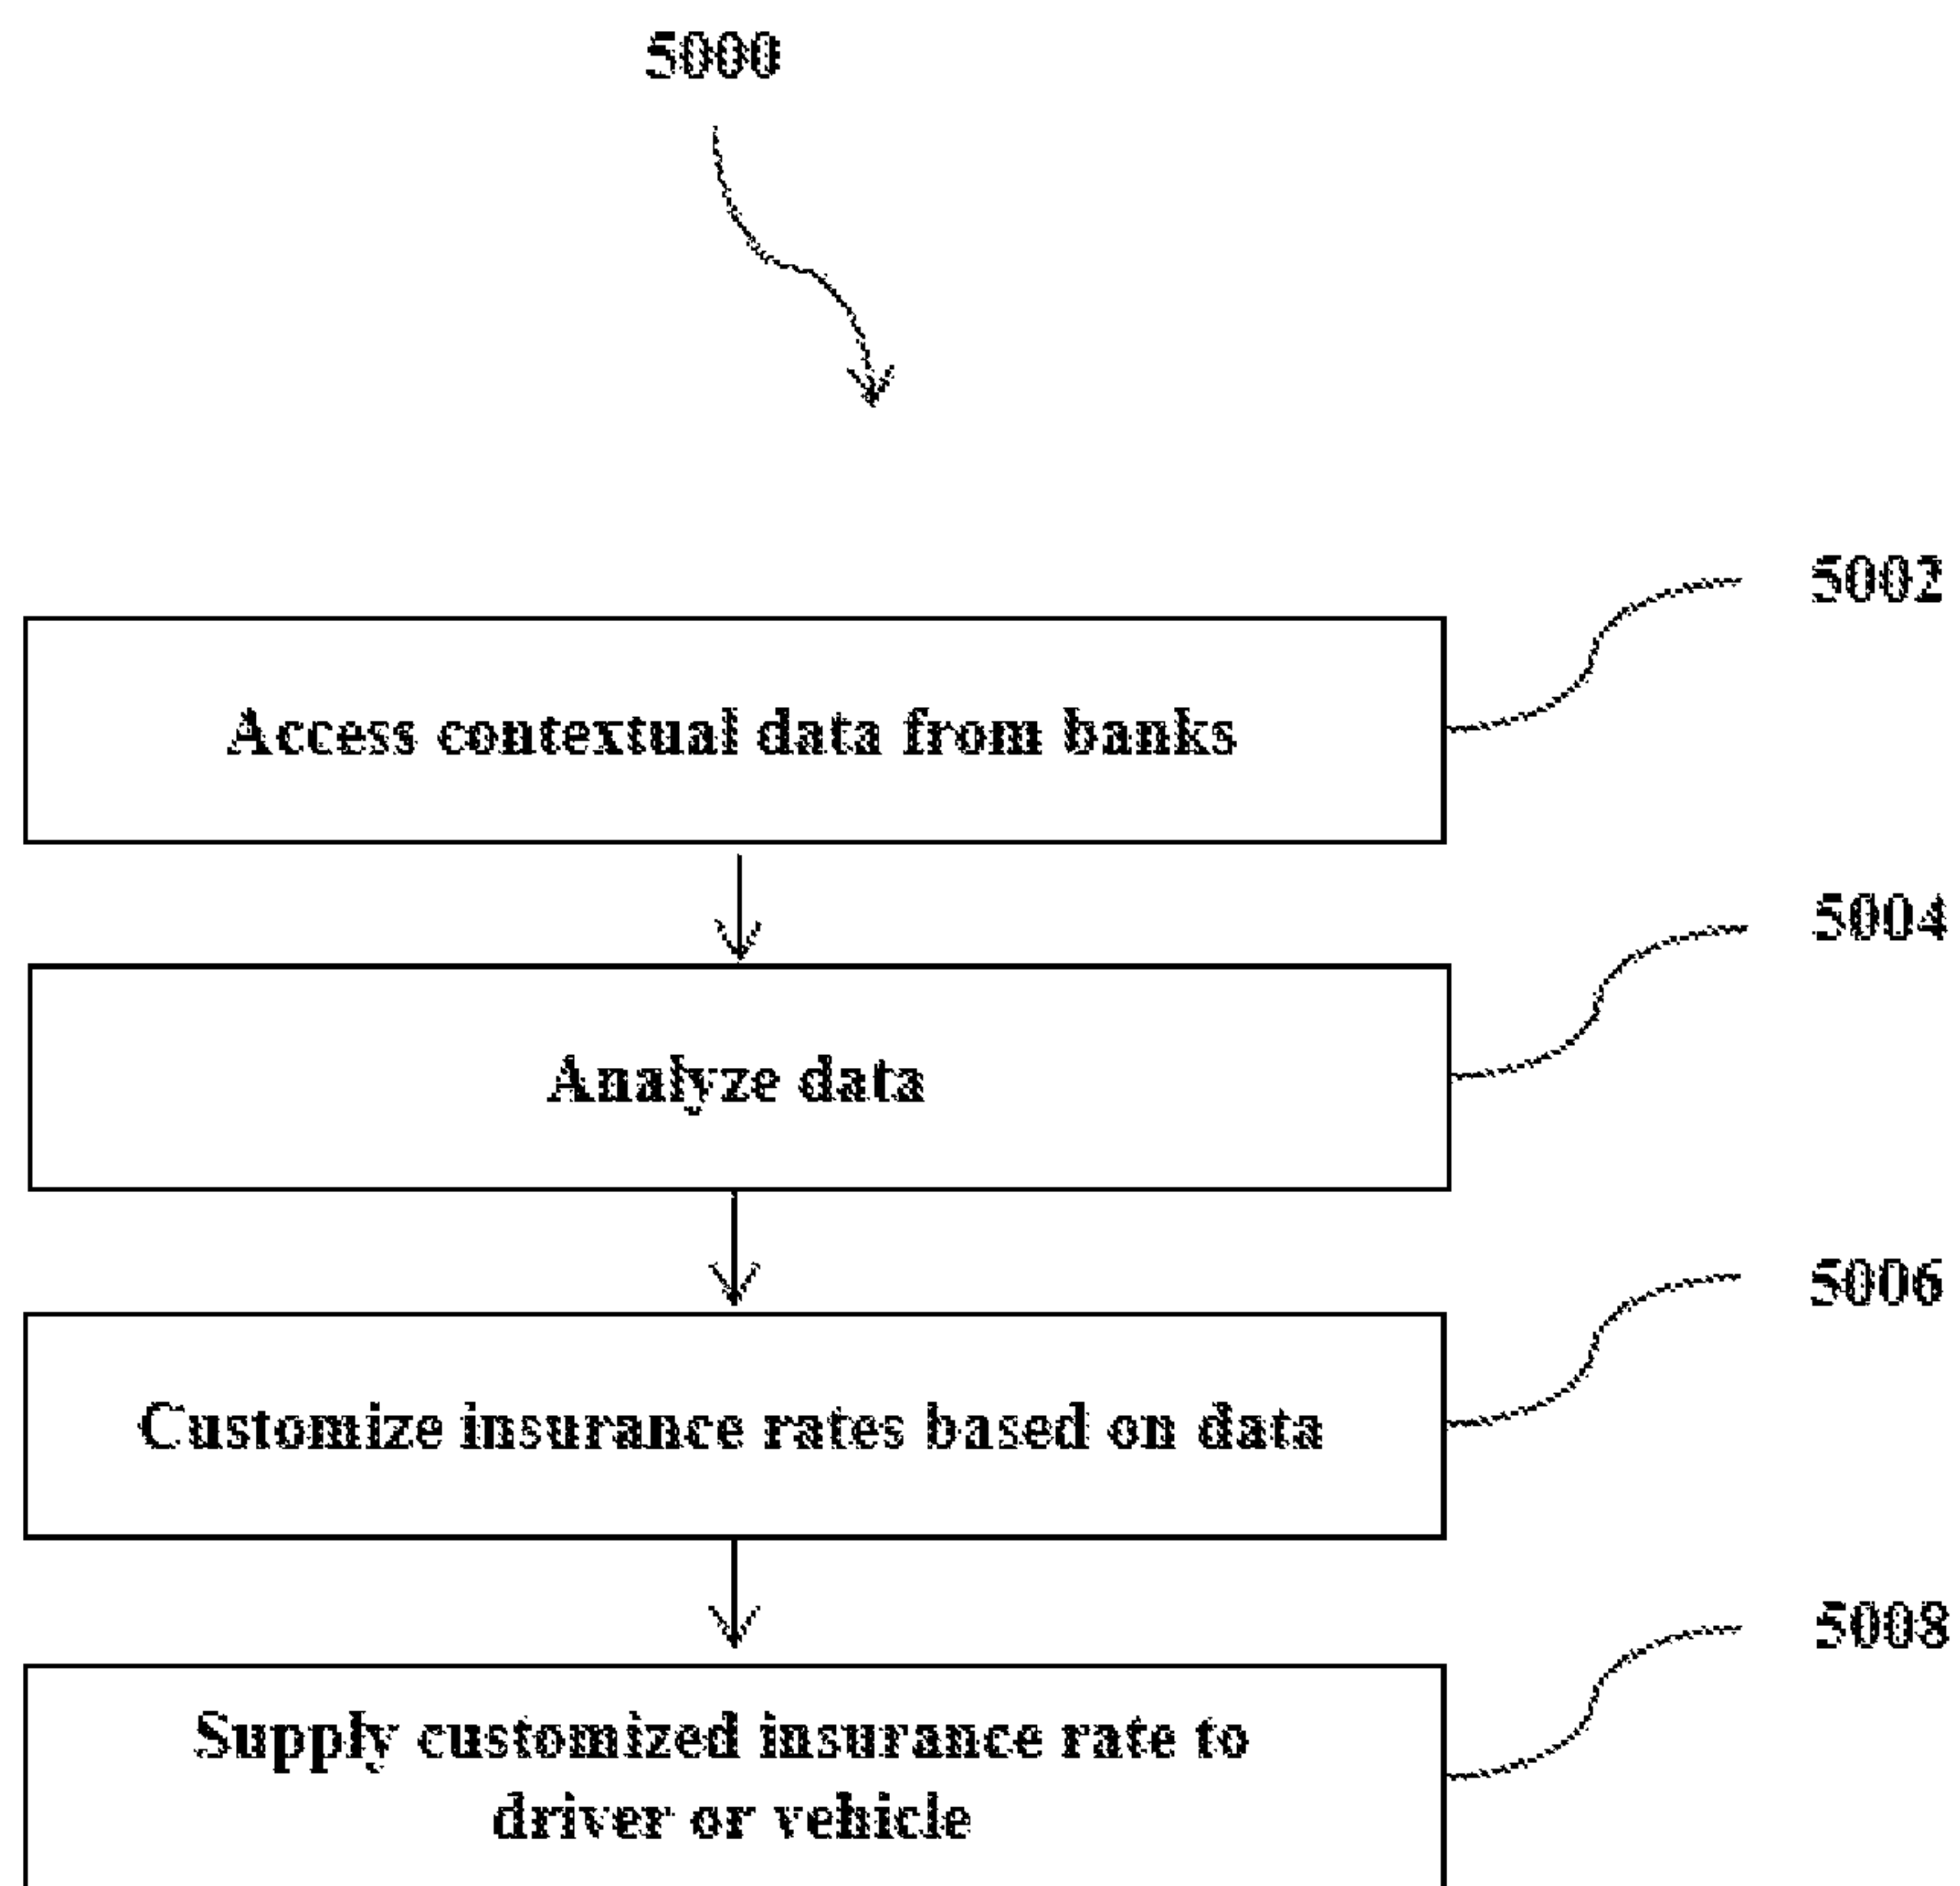 5000
5002
Access contextual data from banks
5004
Analyze data
5006
Customize insurance rates based on data
5008
Supply customized insurance rate to
driver or vehicle